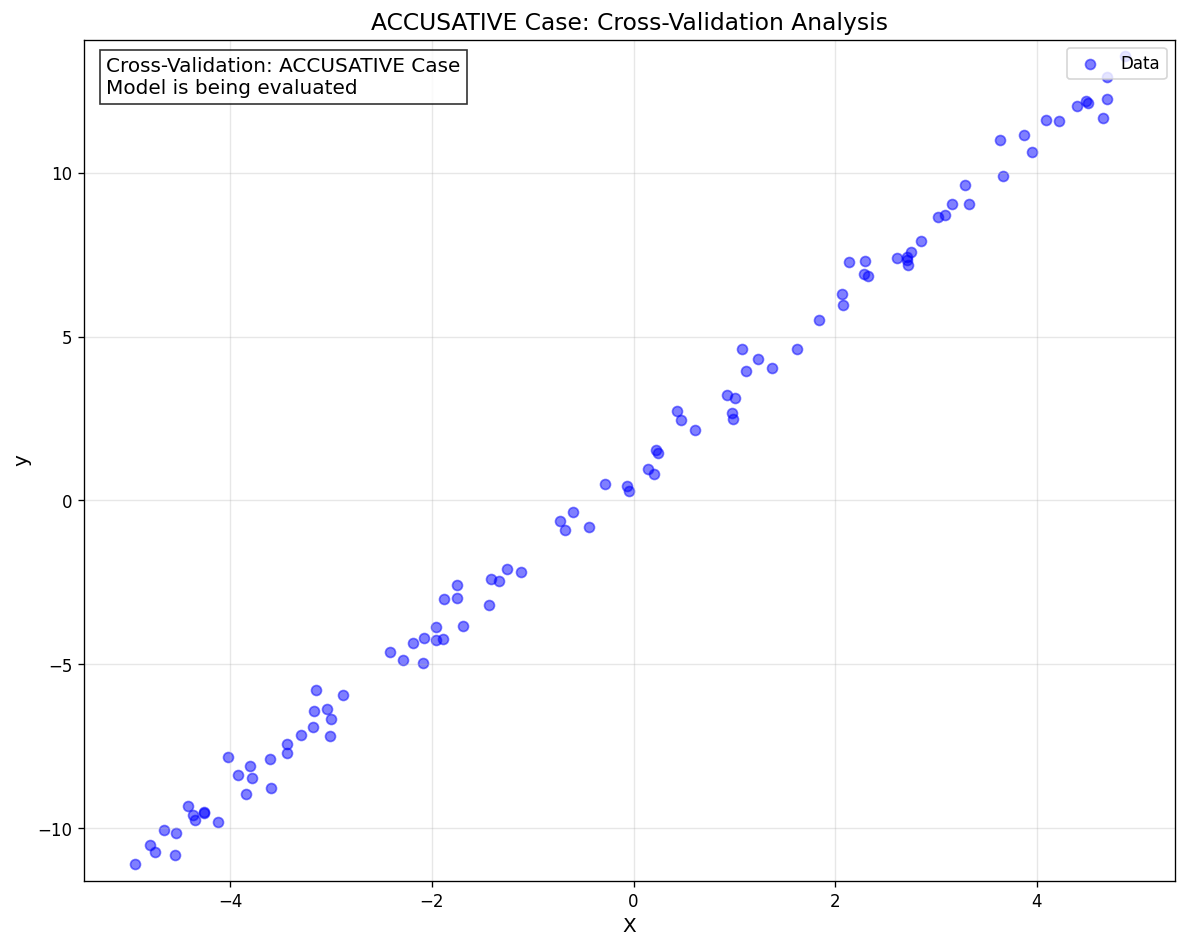 ACCUSATIVE Case: Cross-Validation Analysis
Cross-Validation: ACCUSATIVE Case
Model is being evaluated
Data
10
5
0
−5
−10
y
−4
−2
0
2
4
X